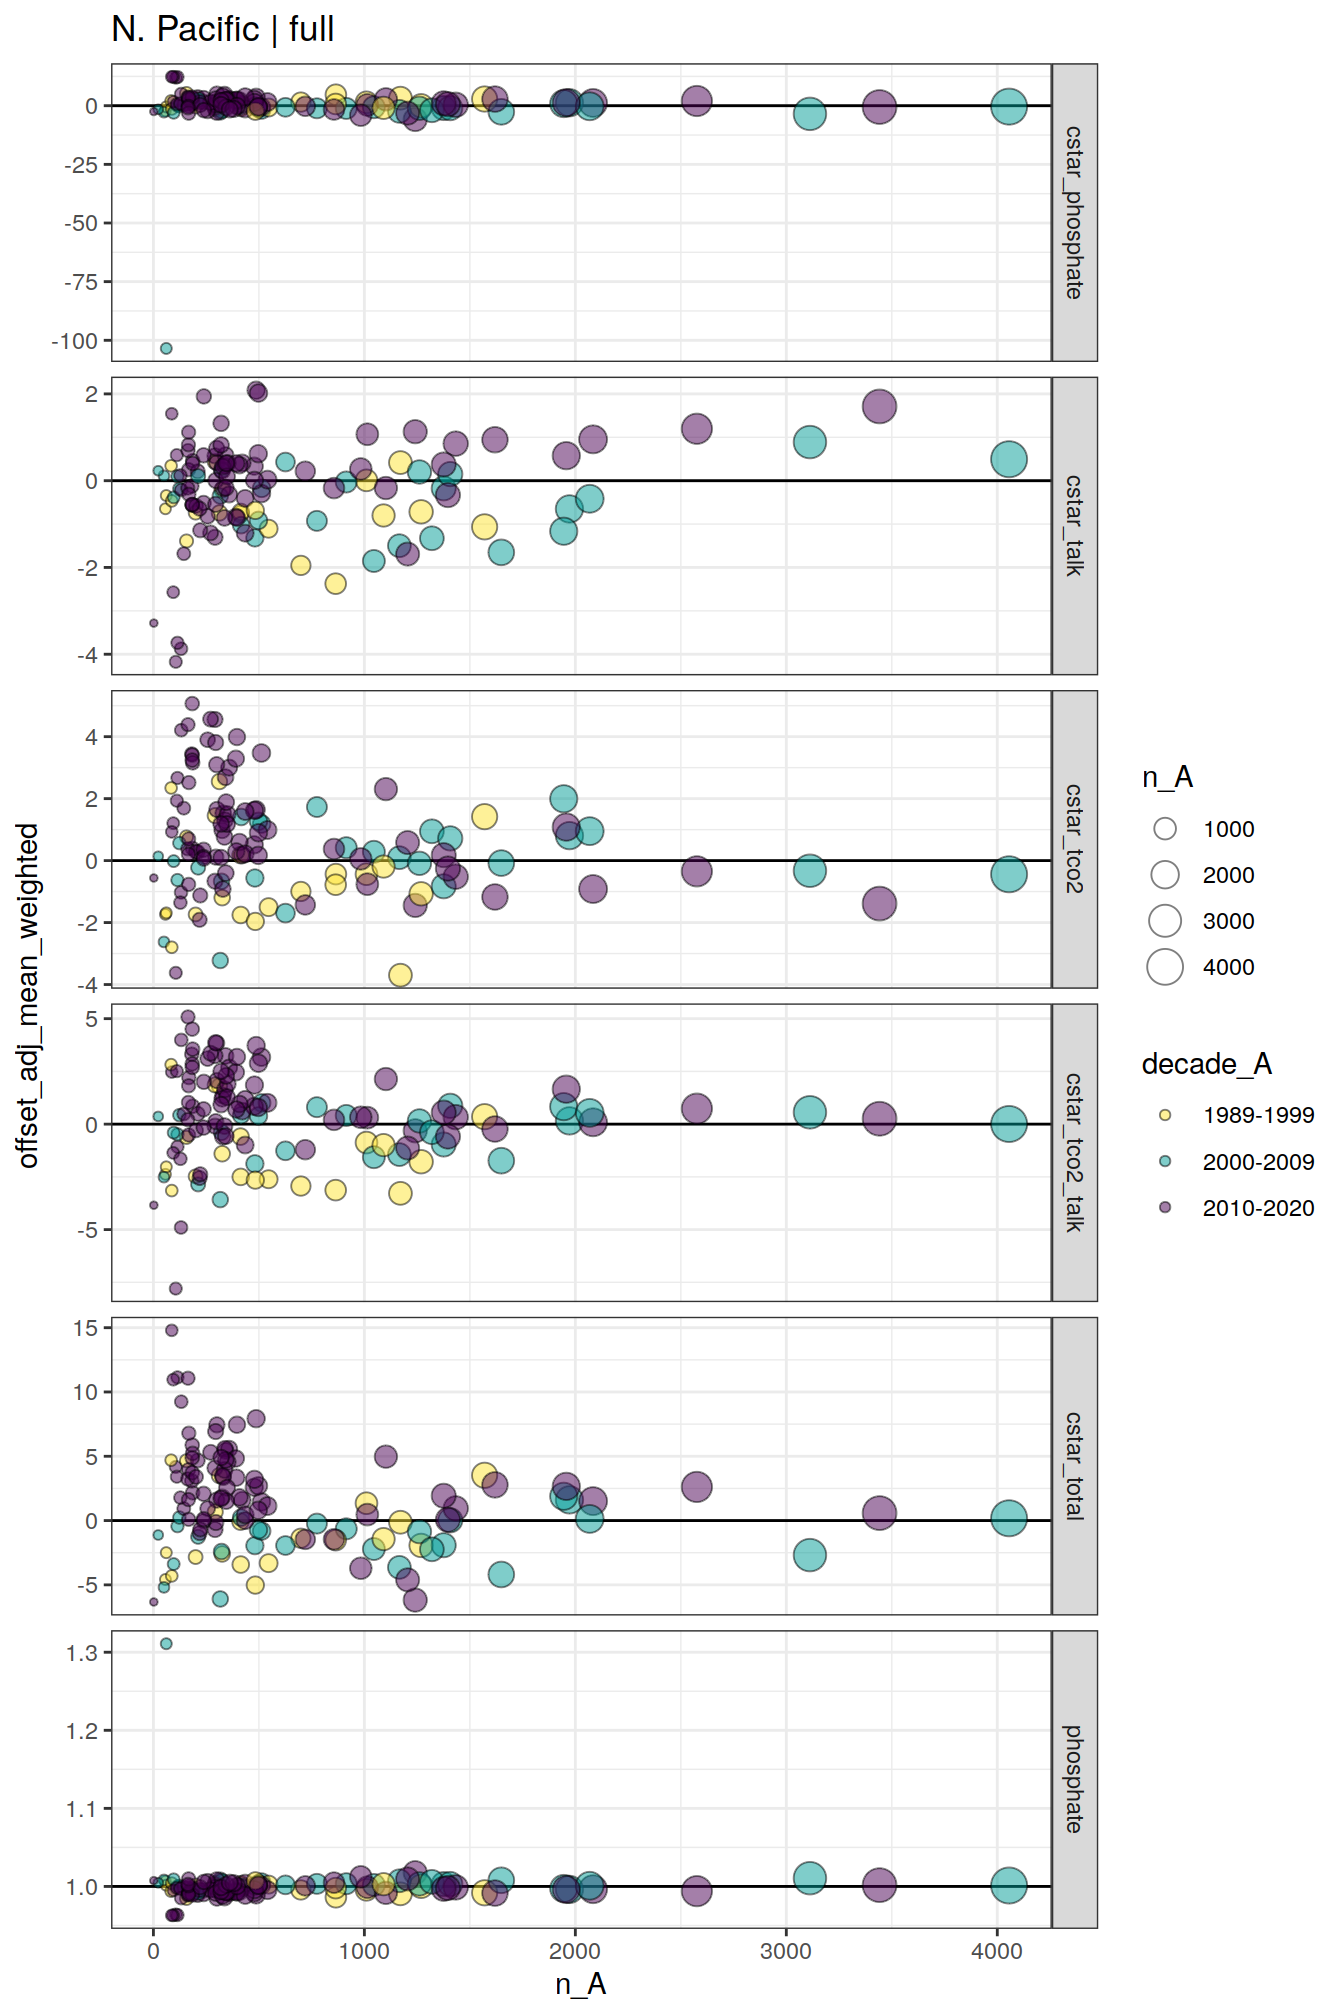 N. Pacific | full
0
-25
-50
-75
-100
cstar_phosphate
2
0
-2
-4
cstar_talk
4
2
0
-2
-4
cstar_tco2
5
0
-5
cstar_tco2_talk
15
10
5
0
-5
cstar_total
1.3
1.2
1.1
1.0
phosphate
0 1000 2000 3000 4000
n_A
offset_adj_mean_weighted
n_A
1000
2000
3000
4000
decade_A
1989-1999
2000-2009
2010-2020